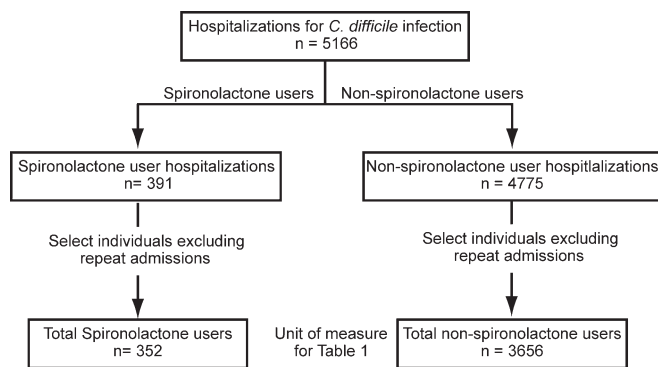 Hospitalizations for C. difficile infection
n = 5166
Spironolactone users
Non-spironolactone users
Spironolactone user hospitalizations
n= 391
Non-spironolactone user hospitlalizations
n = 4775
Select individuals excluding
repeat admissions
Select individuals excluding
repeat admissions
Total Spironolactone users
n= 352
Unit of measure
for Table 1
Total non-spironolactone users
n = 3656